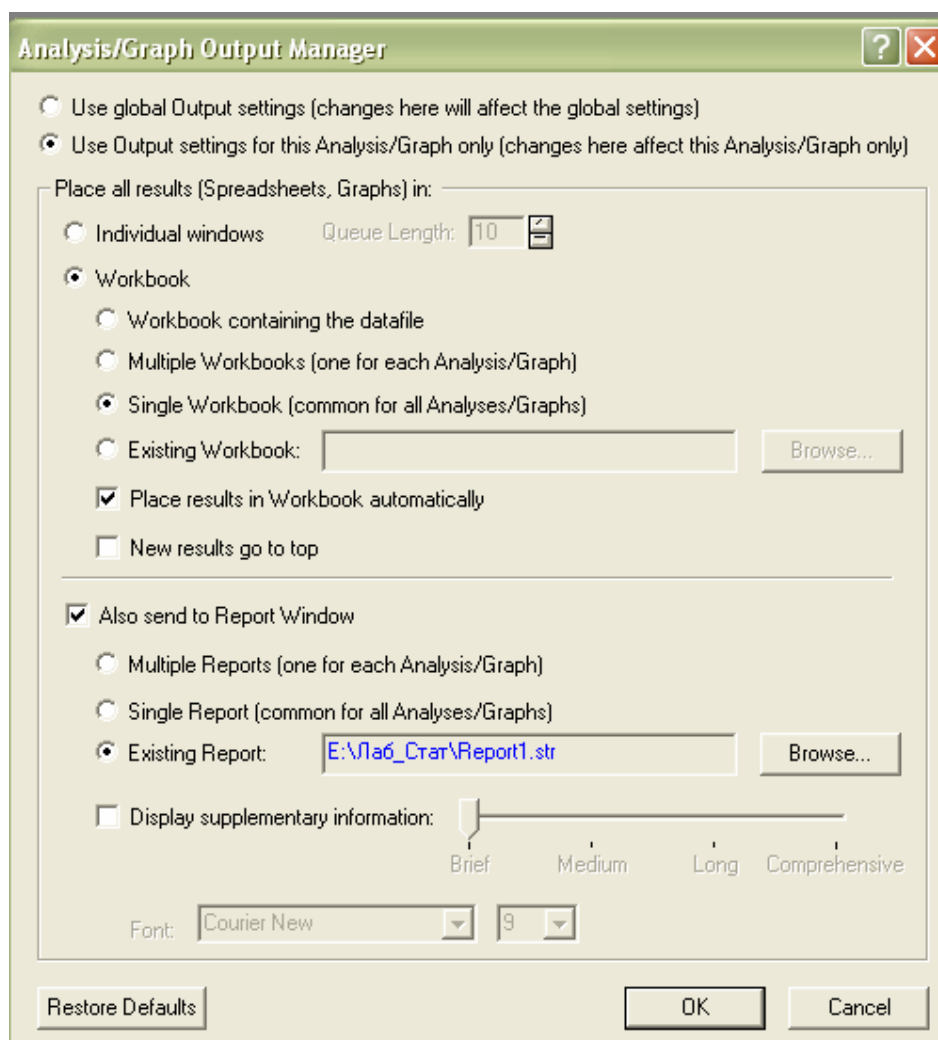 Analysis/Graph Output Manager
Use global Output settings (changes here will affect the global settings)
Use Output settings for this Analysis/Graph only (changes here affect this Analysis/Graph only)
Place all results (Spreadsheets, Graphs) in:
Individual windows Queue Length: 10
Workbook
Workbook containing the datafile
Multiple Workbooks (one for each Analysis/Graph)
Single Workbook (common for all Analyses/Graphs)
Existing Workbook: Browse...
Place results in Workbook automatically
New results go to top
Also send to Report Window
Multiple Reports (one for each Analysis/Graph)
Single Report (common for all Analyses/Graphs)
Existing Report: E:\Лаб_Стат\Report1.str Browse...
Display supplementary information:
Brief Medium Long Comprehensive
Font: Courier New 9
Restore Defaults OK Cancel